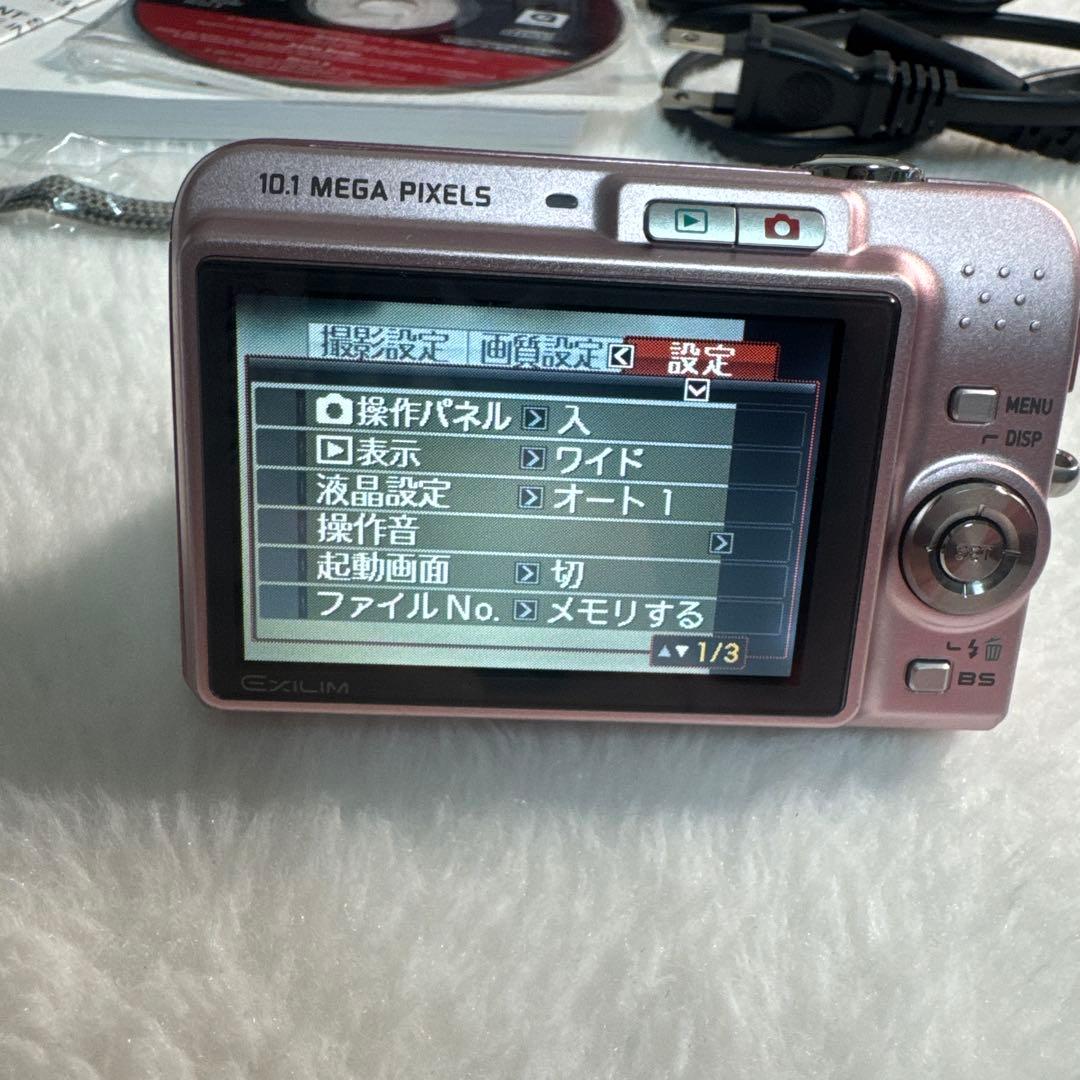 10.1 MEGA PIXELS
撮影設定 画質設定 設定
操作パネル 入
表示 ワイド
液晶設定 オート 1
操作音
起動画面 切
ファイルNo. メモリする
1/3
MENU
DISP
SET
BS
EXILIM